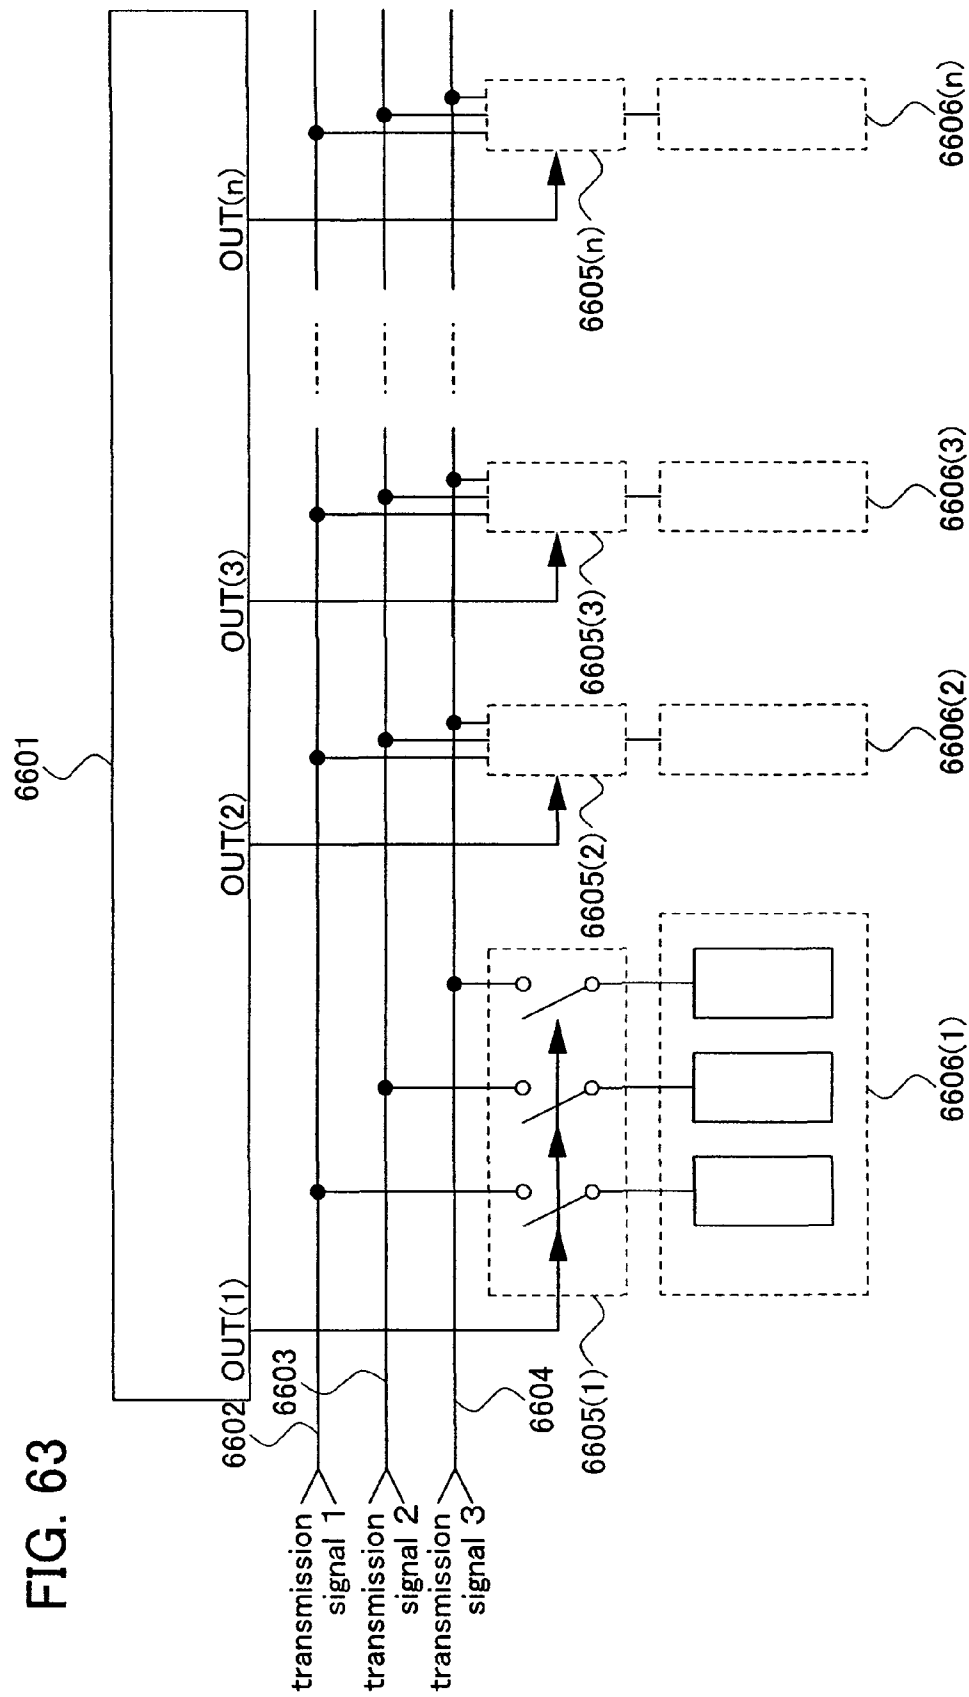 FIG. 63
6601
OUT(1)
OUT(2)
OUT(3)
OUT(n)
6602
6603
6604
transmission
signal 1
transmission
signal 2
transmission
signal 3
6605(1)
6605(2)
6605(3)
6605(n)
6606(1)
6606(2)
6606(3)
6606(n)